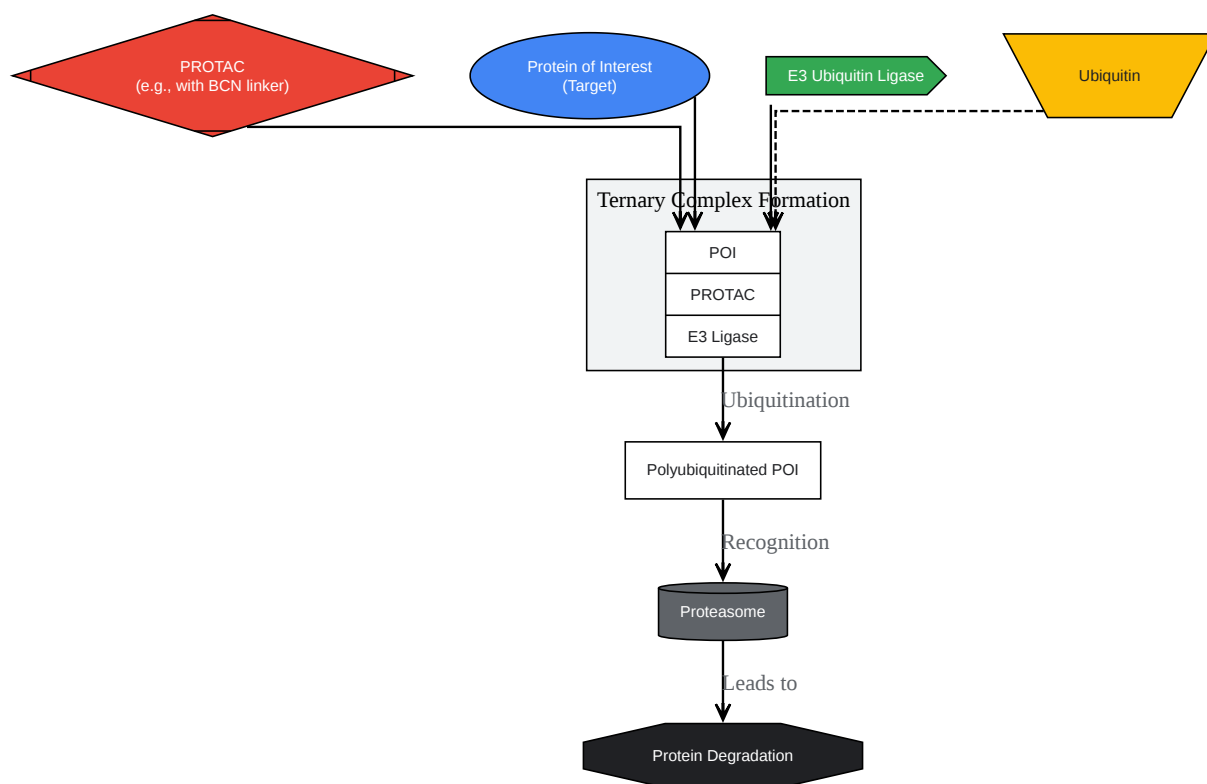 PROTAC
(e.g., with BCN linker)
Protein of Interest
(Target)
E3 Ubiquitin Ligase
Ubiquitin
Ternary Complex Formation
POI
PROTAC
E3 Ligase
Ubiquitination
Polyubiquitinated POI
Recognition
Proteasome
Leads to
Protein Degradation